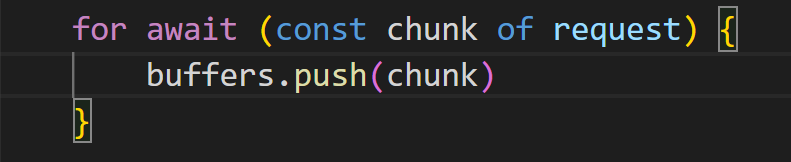 for await (const chunk of request) {
    buffers.push(chunk)
}